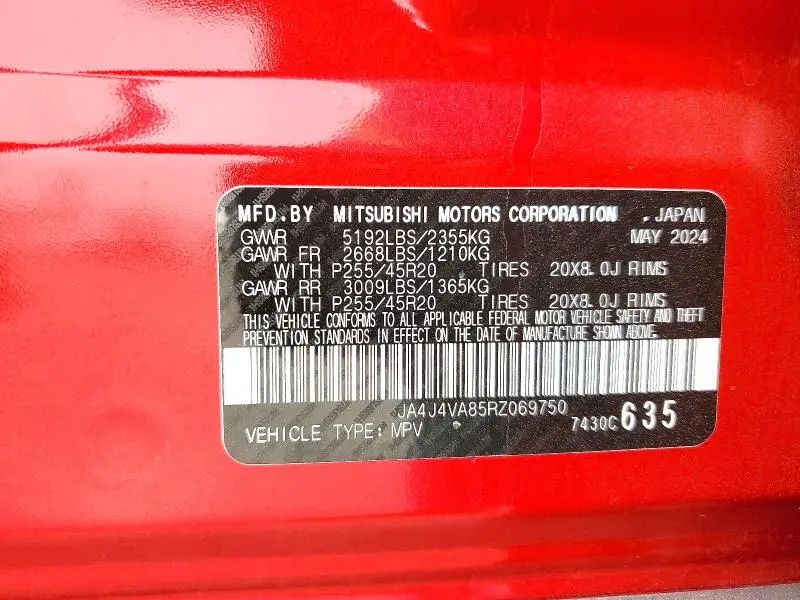 MFD.BY MITSUBISHI MOTORS CORPORATION .JAPAN
GVWR 5192LBS/2355KG MAY 2024
GAWR FR 2668LBS/1210KG
WITH P255/45R20 TIRES 20X8.0J RIMS
GAWR RR 3009LBS/1365KG
WITH P255/45R20 TIRES 20X8.0J RIMS
THIS VEHICLE CONFORMS TO ALL APPLICABLE FEDERAL MOTOR VEHICLE SAFETY AND THEFT
PREVENTION STANDARDS IN EFFECT ON THE DATE OF MANUFACTURE SHOWN ABOVE.
JA4J4VA85RZ069750
VEHICLE TYPE: MPV 7430C 635